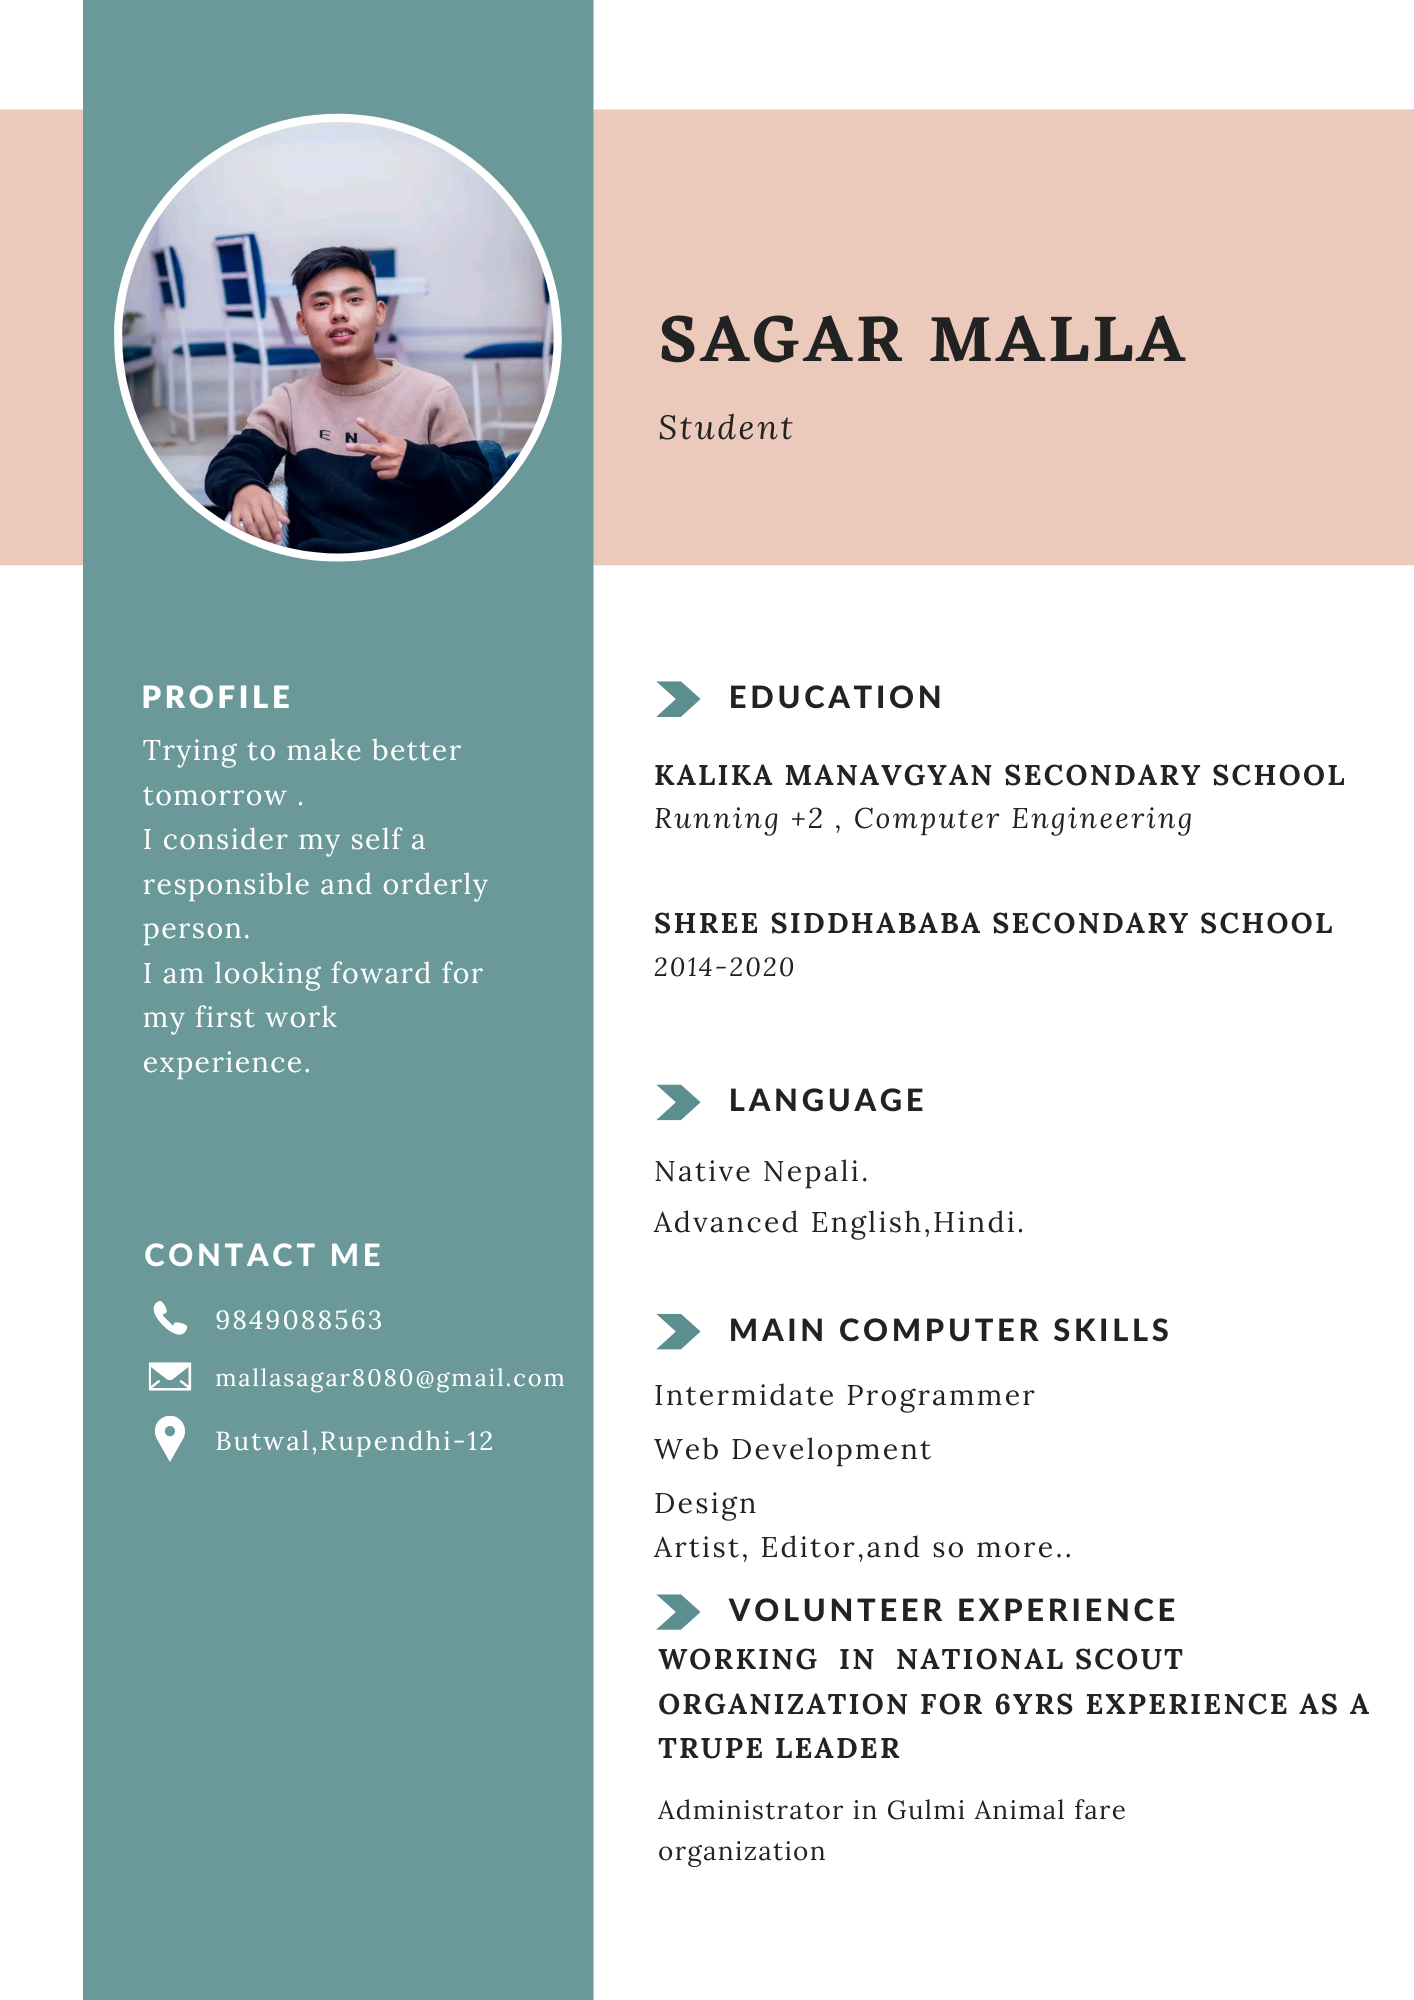 SAGAR MALLA
Student
E N
PROFILE
Trying to make better
tomorrow .
I consider my self a
responsible and orderly
person.
I am looking foward for
my first work
experience.
CONTACT ME
9849088563
mallasagar8080@gmail.com
Butwal,Rupendhi-12
EDUCATION
KALIKA MANAVGYAN SECONDARY SCHOOL
Running +2 , Computer Engineering
SHREE SIDDHABABA SECONDARY SCHOOL
2014-2020
LANGUAGE
Native Nepali.
Advanced English,Hindi.
MAIN COMPUTER SKILLS
Intermidate Programmer
Web Development
Design
Artist, Editor,and so more..
VOLUNTEER EXPERIENCE
WORKING IN NATIONAL SCOUT
ORGANIZATION FOR 6YRS EXPERIENCE AS A
TRUPE LEADER
Administrator in Gulmi Animal fare
organization